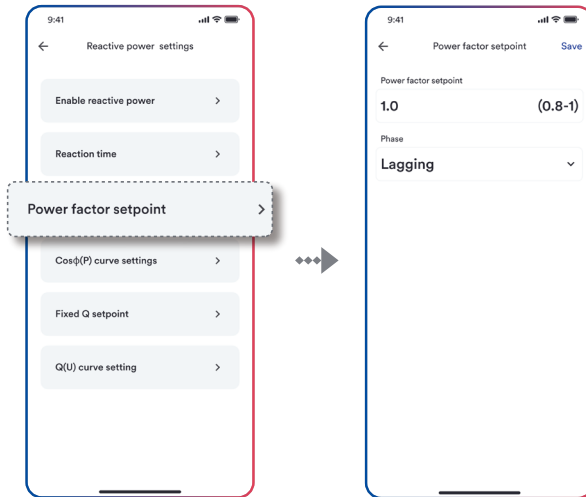 9:41
Reactive power settings
Enable reactive power
Reaction time
Power factor setpoint
Cosϕ(P) curve settings
Fixed Q setpoint
Q(U) curve setting
9:41
Power factor setpoint Save
Power factor setpoint
1.0 (0.8-1)
Phase
Lagging